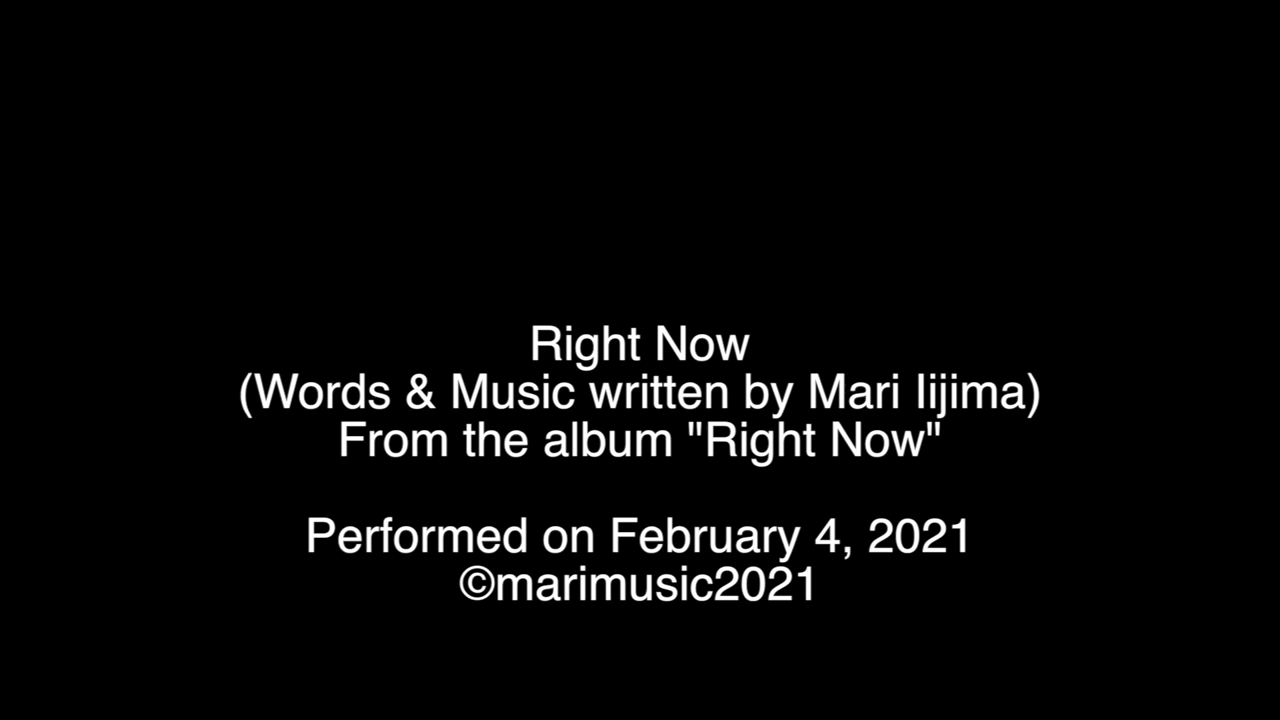 Right Now
(Words & Music written by Mari Iijima)
From the album "Right Now"
Performed on February 4, 2021
©marimusic2021